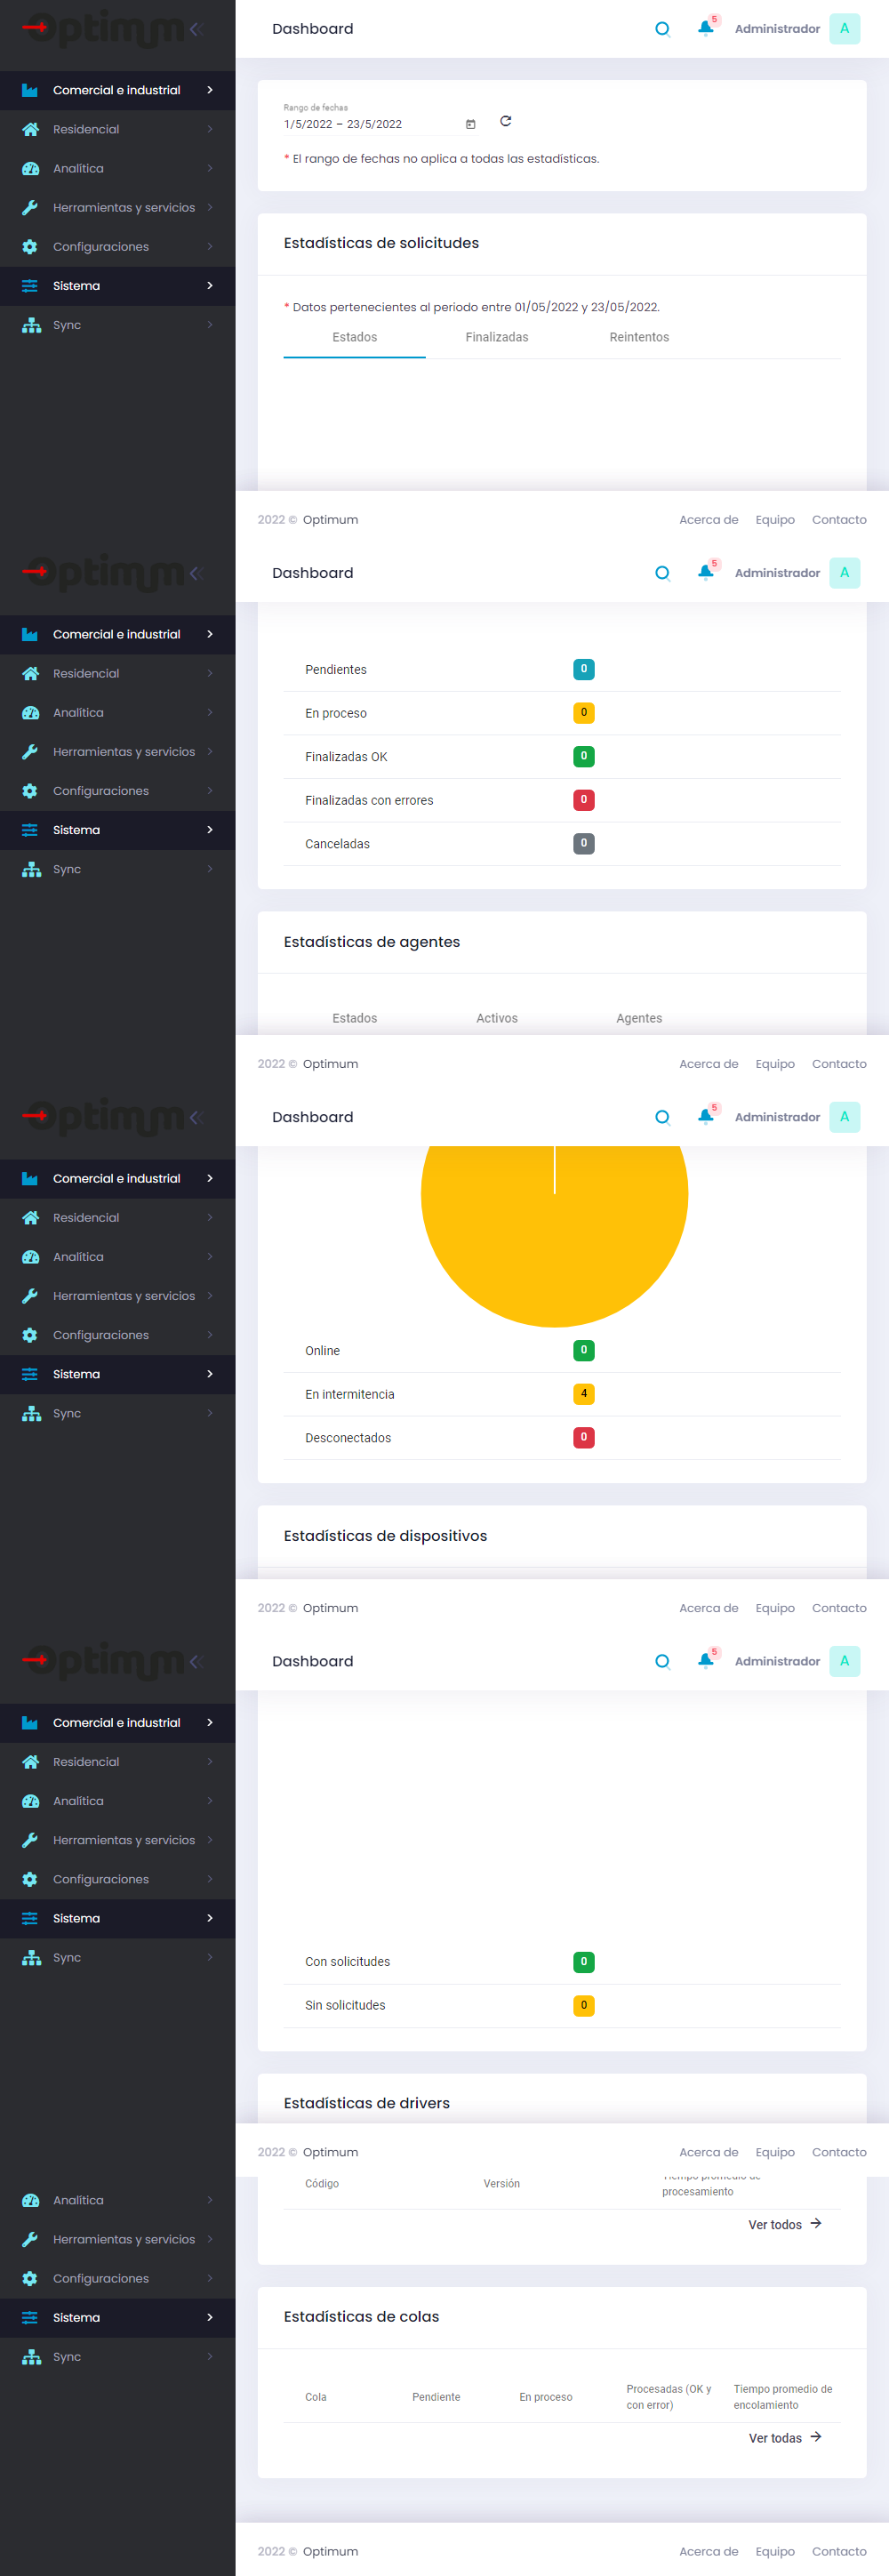 Optimum
Dashboard
5
Administrador
A
Comercial e industrial
Residencial
Analítica
Herramientas y servicios
Configuraciones
Sistema
Sync
Rango de fechas
1/5/2022 – 23/5/2022
* El rango de fechas no aplica a todas las estadísticas.
Estadísticas de solicitudes
* Datos pertenecientes al periodo entre 01/05/2022 y 23/05/2022.
Estados Finalizadas Reintentos
2022 © Optimum
Acerca de Equipo Contacto
Optimum
Dashboard
5
Administrador
A
Comercial e industrial
Residencial
Analítica
Herramientas y servicios
Configuraciones
Sistema
Sync
Pendientes 0
En proceso 0
Finalizadas OK 0
Finalizadas con errores 0
Canceladas 0
Estadísticas de agentes
Estados Activos Agentes
2022 © Optimum
Acerca de Equipo Contacto
Optimum
Dashboard
5
Administrador
A
Comercial e industrial
Residencial
Analítica
Herramientas y servicios
Configuraciones
Sistema
Sync
Online 0
En intermitencia 4
Desconectados 0
Estadísticas de dispositivos
2022 © Optimum
Acerca de Equipo Contacto
Optimum
Dashboard
5
Administrador
A
Comercial e industrial
Residencial
Analítica
Herramientas y servicios
Configuraciones
Sistema
Sync
Con solicitudes 0
Sin solicitudes 0
Estadísticas de drivers
2022 © Optimum
Acerca de Equipo Contacto
Analítica
Herramientas y servicios
Configuraciones
Sistema
Sync
Código Versión Tiempo promedio de
procesamiento
Ver todos
Estadísticas de colas
Cola Pendiente En proceso Procesadas (OK y
con error) Tiempo promedio de
encolamiento
Ver todas
2022 © Optimum
Acerca de Equipo Contacto